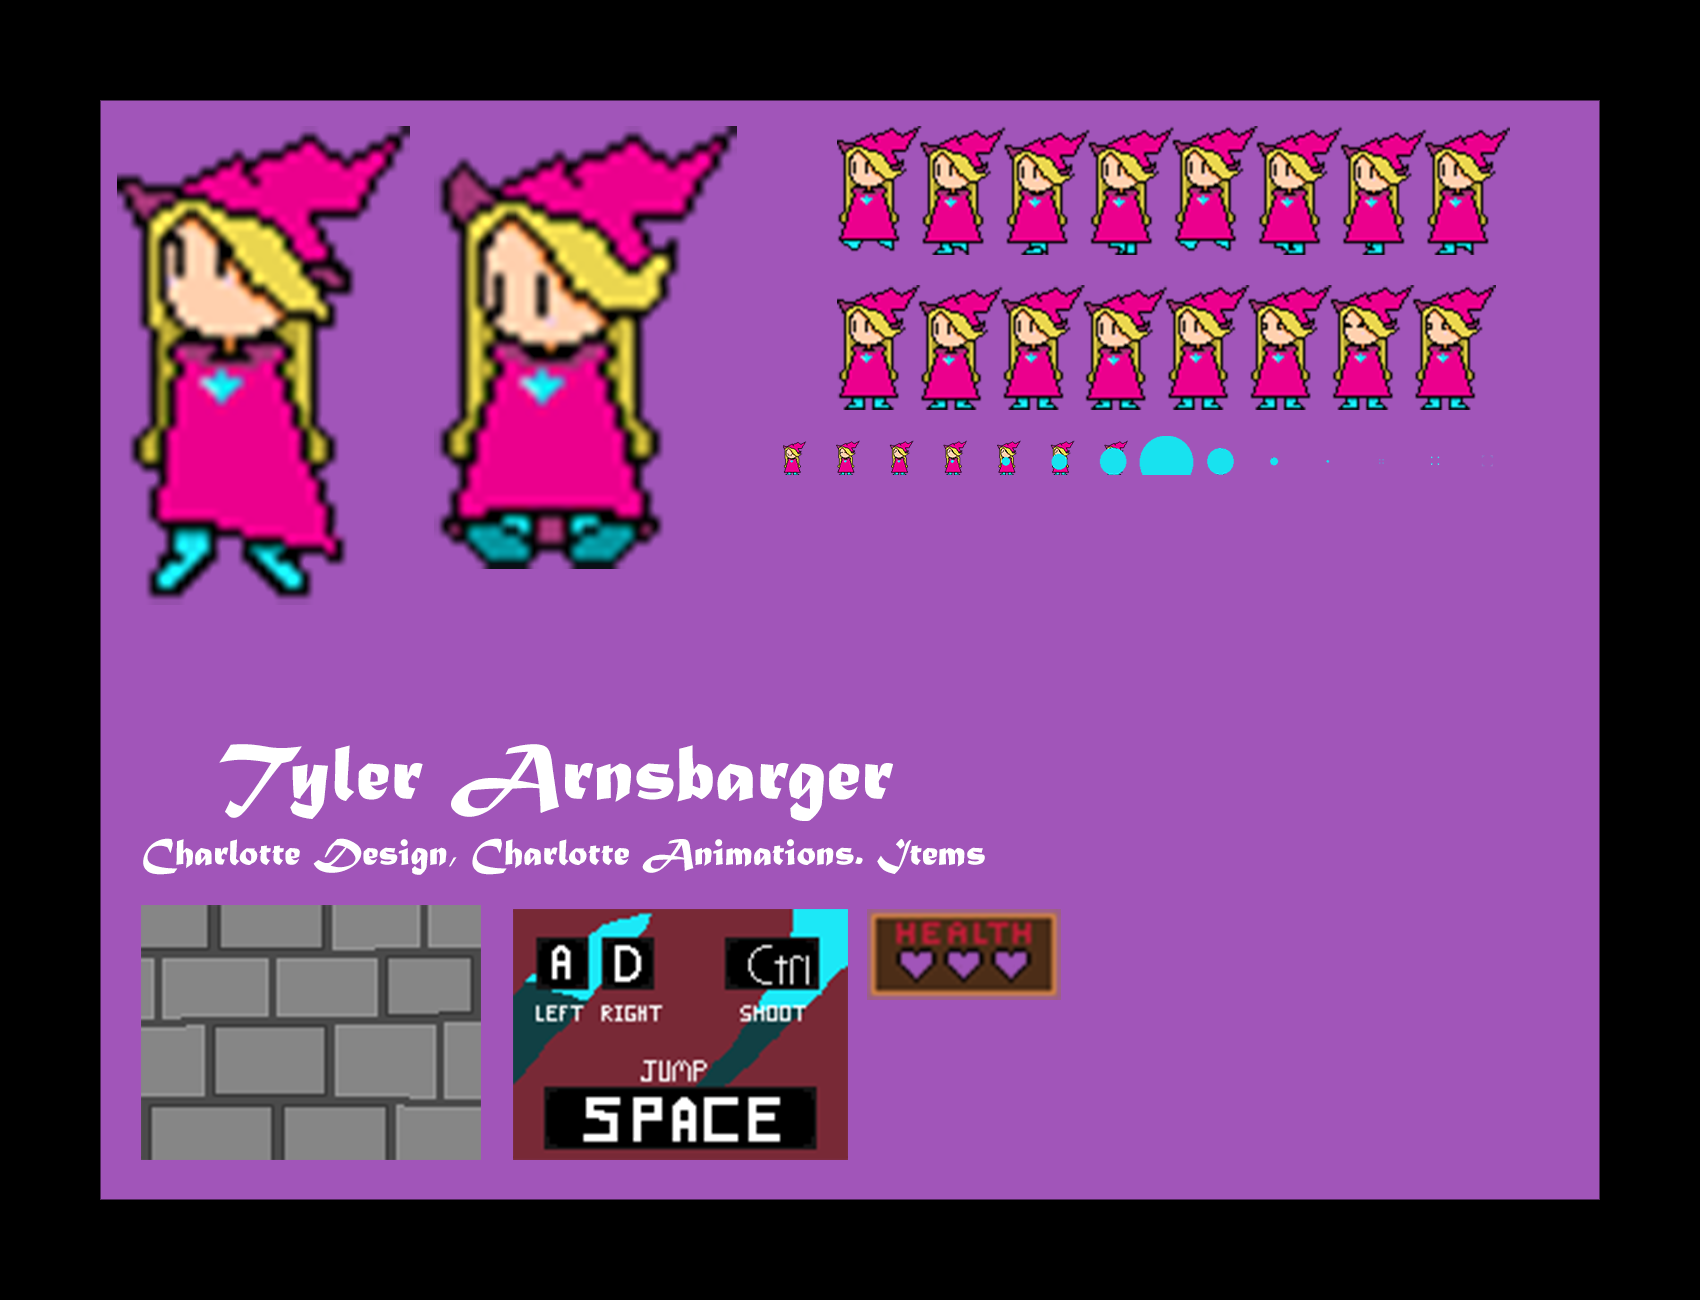 Tyler Arnsbarger
Charlotte Design, Charlotte Animations. Items
A D Ctrl
LEFT RIGHT SHOOT
JUMP
SPACE
HEALTH